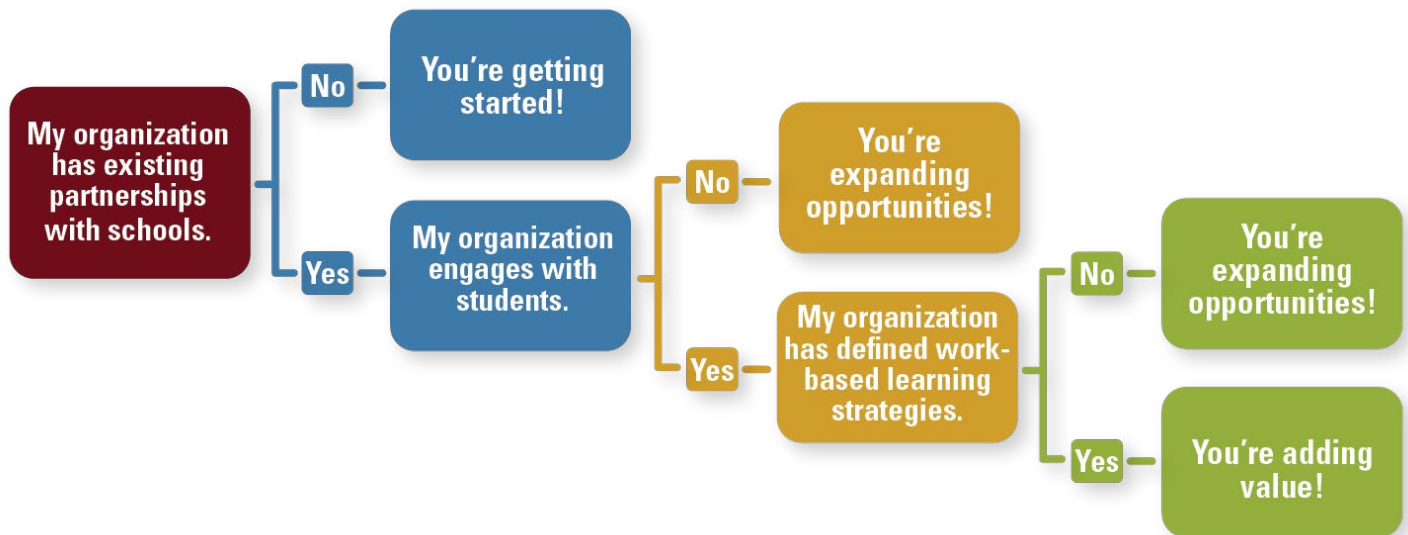 My organization
has existing
partnerships
with schools.
No
You're getting
started!
Yes
My organization
engages with
students.
No
You're
expanding
opportunities!
Yes
My organization
has defined work-
based learning
strategies.
No
You're
expanding
opportunities!
Yes
You're adding
value!